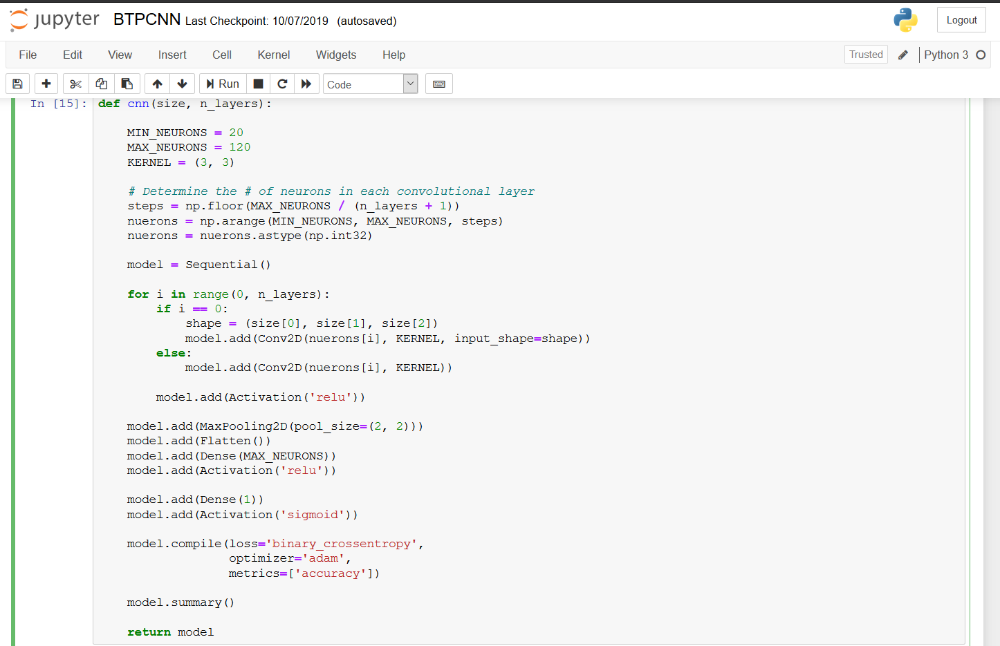 jupyter BTPCNN Last Checkpoint: 10/07/2019 (autosaved) Logout
File Edit View Insert Cell Kernel Widgets Help Trusted Python 3
Run Code
In [15]: def cnn(size, n_layers):
MIN_NEURONS = 20
MAX_NEURONS = 120
KERNEL = (3, 3)
# Determine the # of neurons in each convolutional layer
steps = np.floor(MAX_NEURONS / (n_layers + 1))
nuerons = np.arange(MIN_NEURONS, MAX_NEURONS, steps)
nuerons = nuerons.astype(np.int32)
model = Sequential()
for i in range(0, n_layers):
if i == 0:
shape = (size[0], size[1], size[2])
model.add(Conv2D(nuerons[i], KERNEL, input_shape=shape))
else:
model.add(Conv2D(nuerons[i], KERNEL))
model.add(Activation('relu'))
model.add(MaxPooling2D(pool_size=(2, 2)))
model.add(Flatten())
model.add(Dense(MAX_NEURONS))
model.add(Activation('relu'))
model.add(Dense(1))
model.add(Activation('sigmoid'))
model.compile(loss='binary_crossentropy',
optimizer='adam',
metrics=['accuracy'])
model.summary()
return model